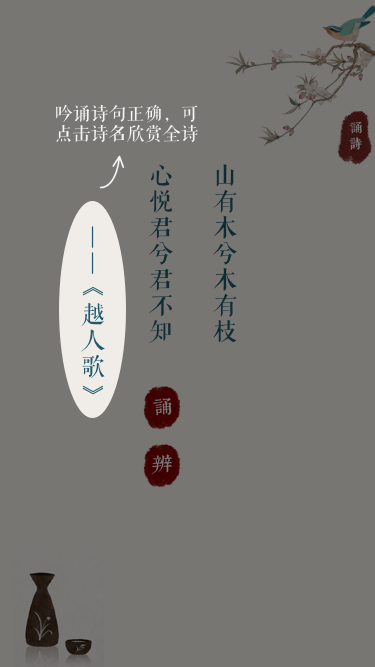 吟诵诗句正确，可
点击诗名欣赏全诗
誦詩
山有木兮木有枝
心悦君兮君不知
——《越人歌》
誦
辨